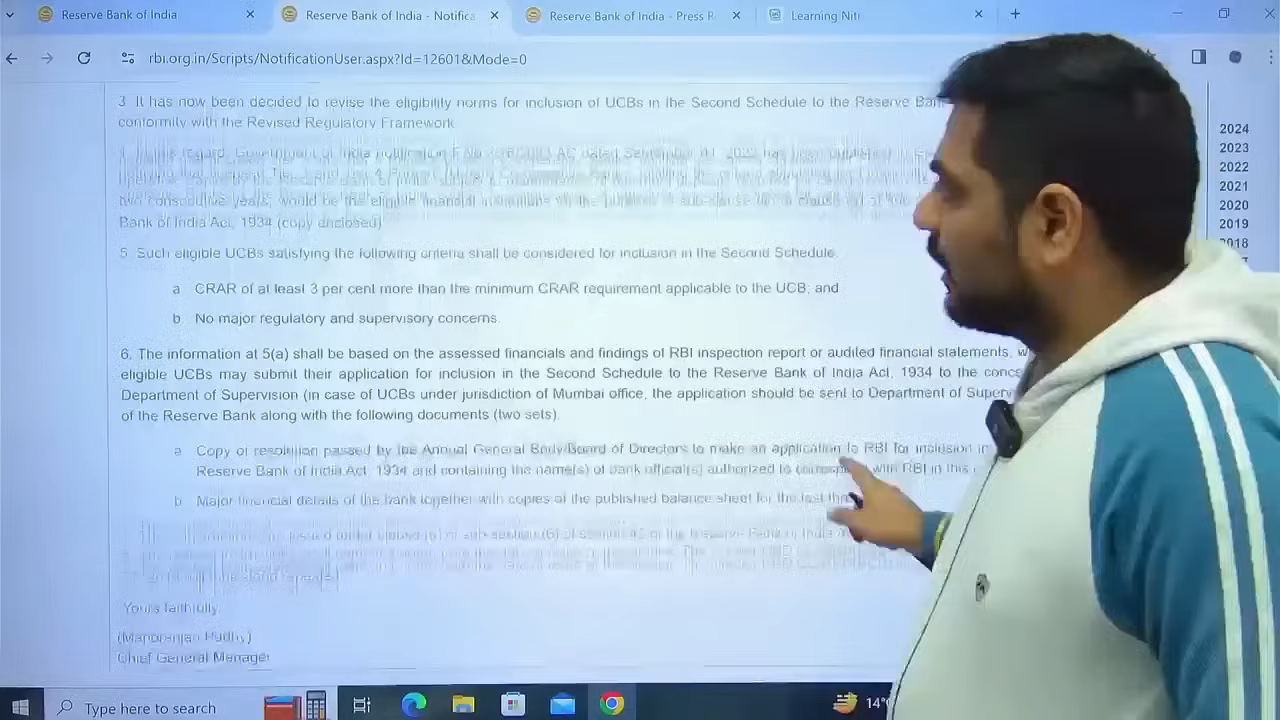 Reserve Bank of India
Reserve Bank of India - Notifica
Reserve Bank of India - Press R
Learning Niti
rbi.org.in/Scripts/NotificationUser.aspx?Id=12601&Mode=0
3 It has now been decided to revise the eligibility norms for inclusion of UCBs in the Second Schedule to the Reserve Ban
conformity with the Revised Regulatory Framework
two consecutive years, would be the eligible financial
Bank of India Act, 1934 (copy enclosed)
5 Such eligible UCBs satisfying the following criteria shall be considered for inclusion in the Second Schedule.
a CRAR of at least 3 per cent more than the minimum CRAR requirement applicable to the UCB; and
b No major regulatory and supervisory concerns.
6. The information at 5(a) shall be based on the assessed financials and findings of RBI inspection report or audited financial statements, w
eligible UCBs may submit the application for inclusion in the Second Schedule to the Reserve Bank of India Act, 1934 to the conce
Department of Supervision (in case of UCBs under jurisdiction of Mumbai office, the application should be sent to Department of Superv
of the Reserve Bank along with the following documents (two sets).
a Copy of resolution passed by the Annual General Body/Board of Directors to make an application to RBI for inclusion in
Reserve Bank of India Act, 1934 and containing the name(s) of bank official(s) authorized to with RBI in this
b Major financial details of the bank together with copies of the published balance sheet for the last
Yours faithfully
(Manoranjan Padhy)
Chief General Manager
2024
2023
2022
2021
2020
2019
2018
Type here to search
14°